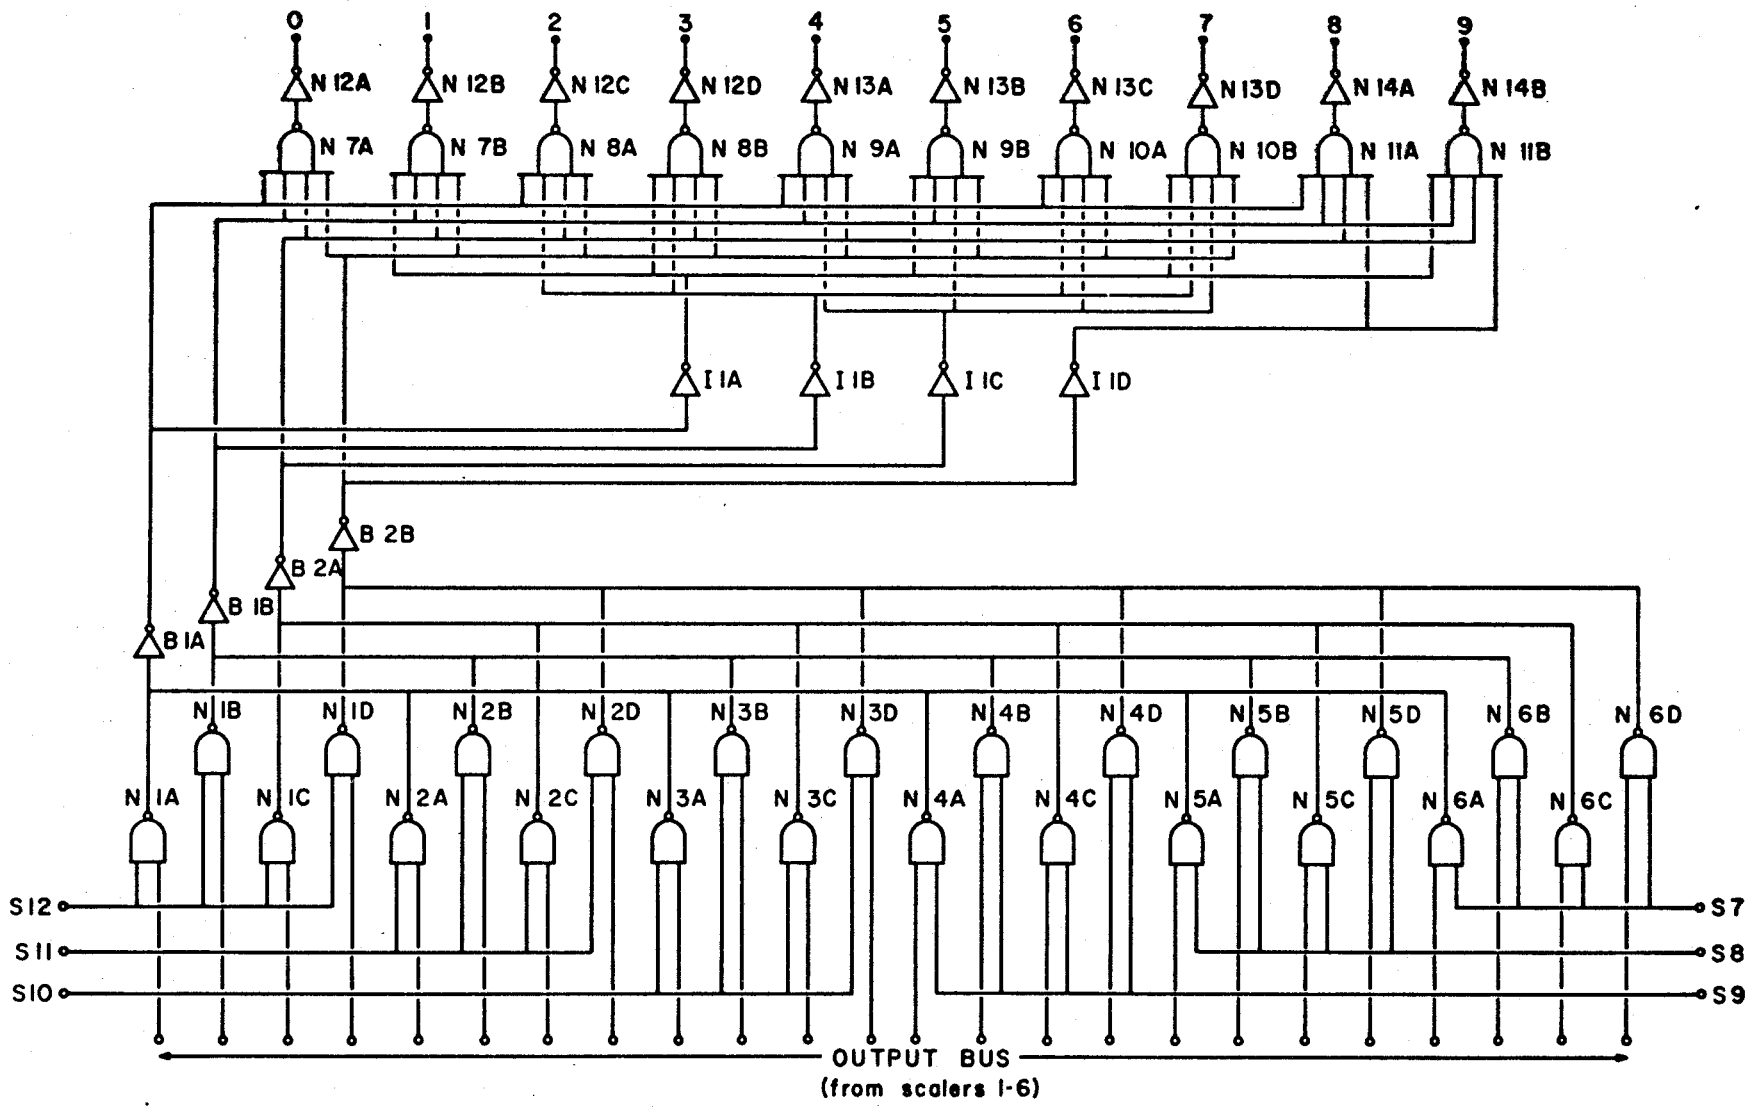 0 1 2 3 4 5 6 7 8 9
N 12A N 12B N 12C N 12D N 13A N 13B N 13C N 13D N 14A N 14B
N 7A N 7B N 8A N 8B N 9A N 9B N 10A N 10B N 11A N 11B
I 1A I 1B I 1C I 1D
B 2B
B 2A
B 1B
B 1A
N 1B N 1D N 2B N 2D N 3B N 3D N 4B N 4D N 5B N 5D N 6B N 6D
N 1A N 1C N 2A N 2C N 3A N 3C N 4A N 4C N 5A N 5C N 6A N 6C
S12 S7
S11 S8
S10 S9
OUTPUT BUS
(from scalers 1-6)